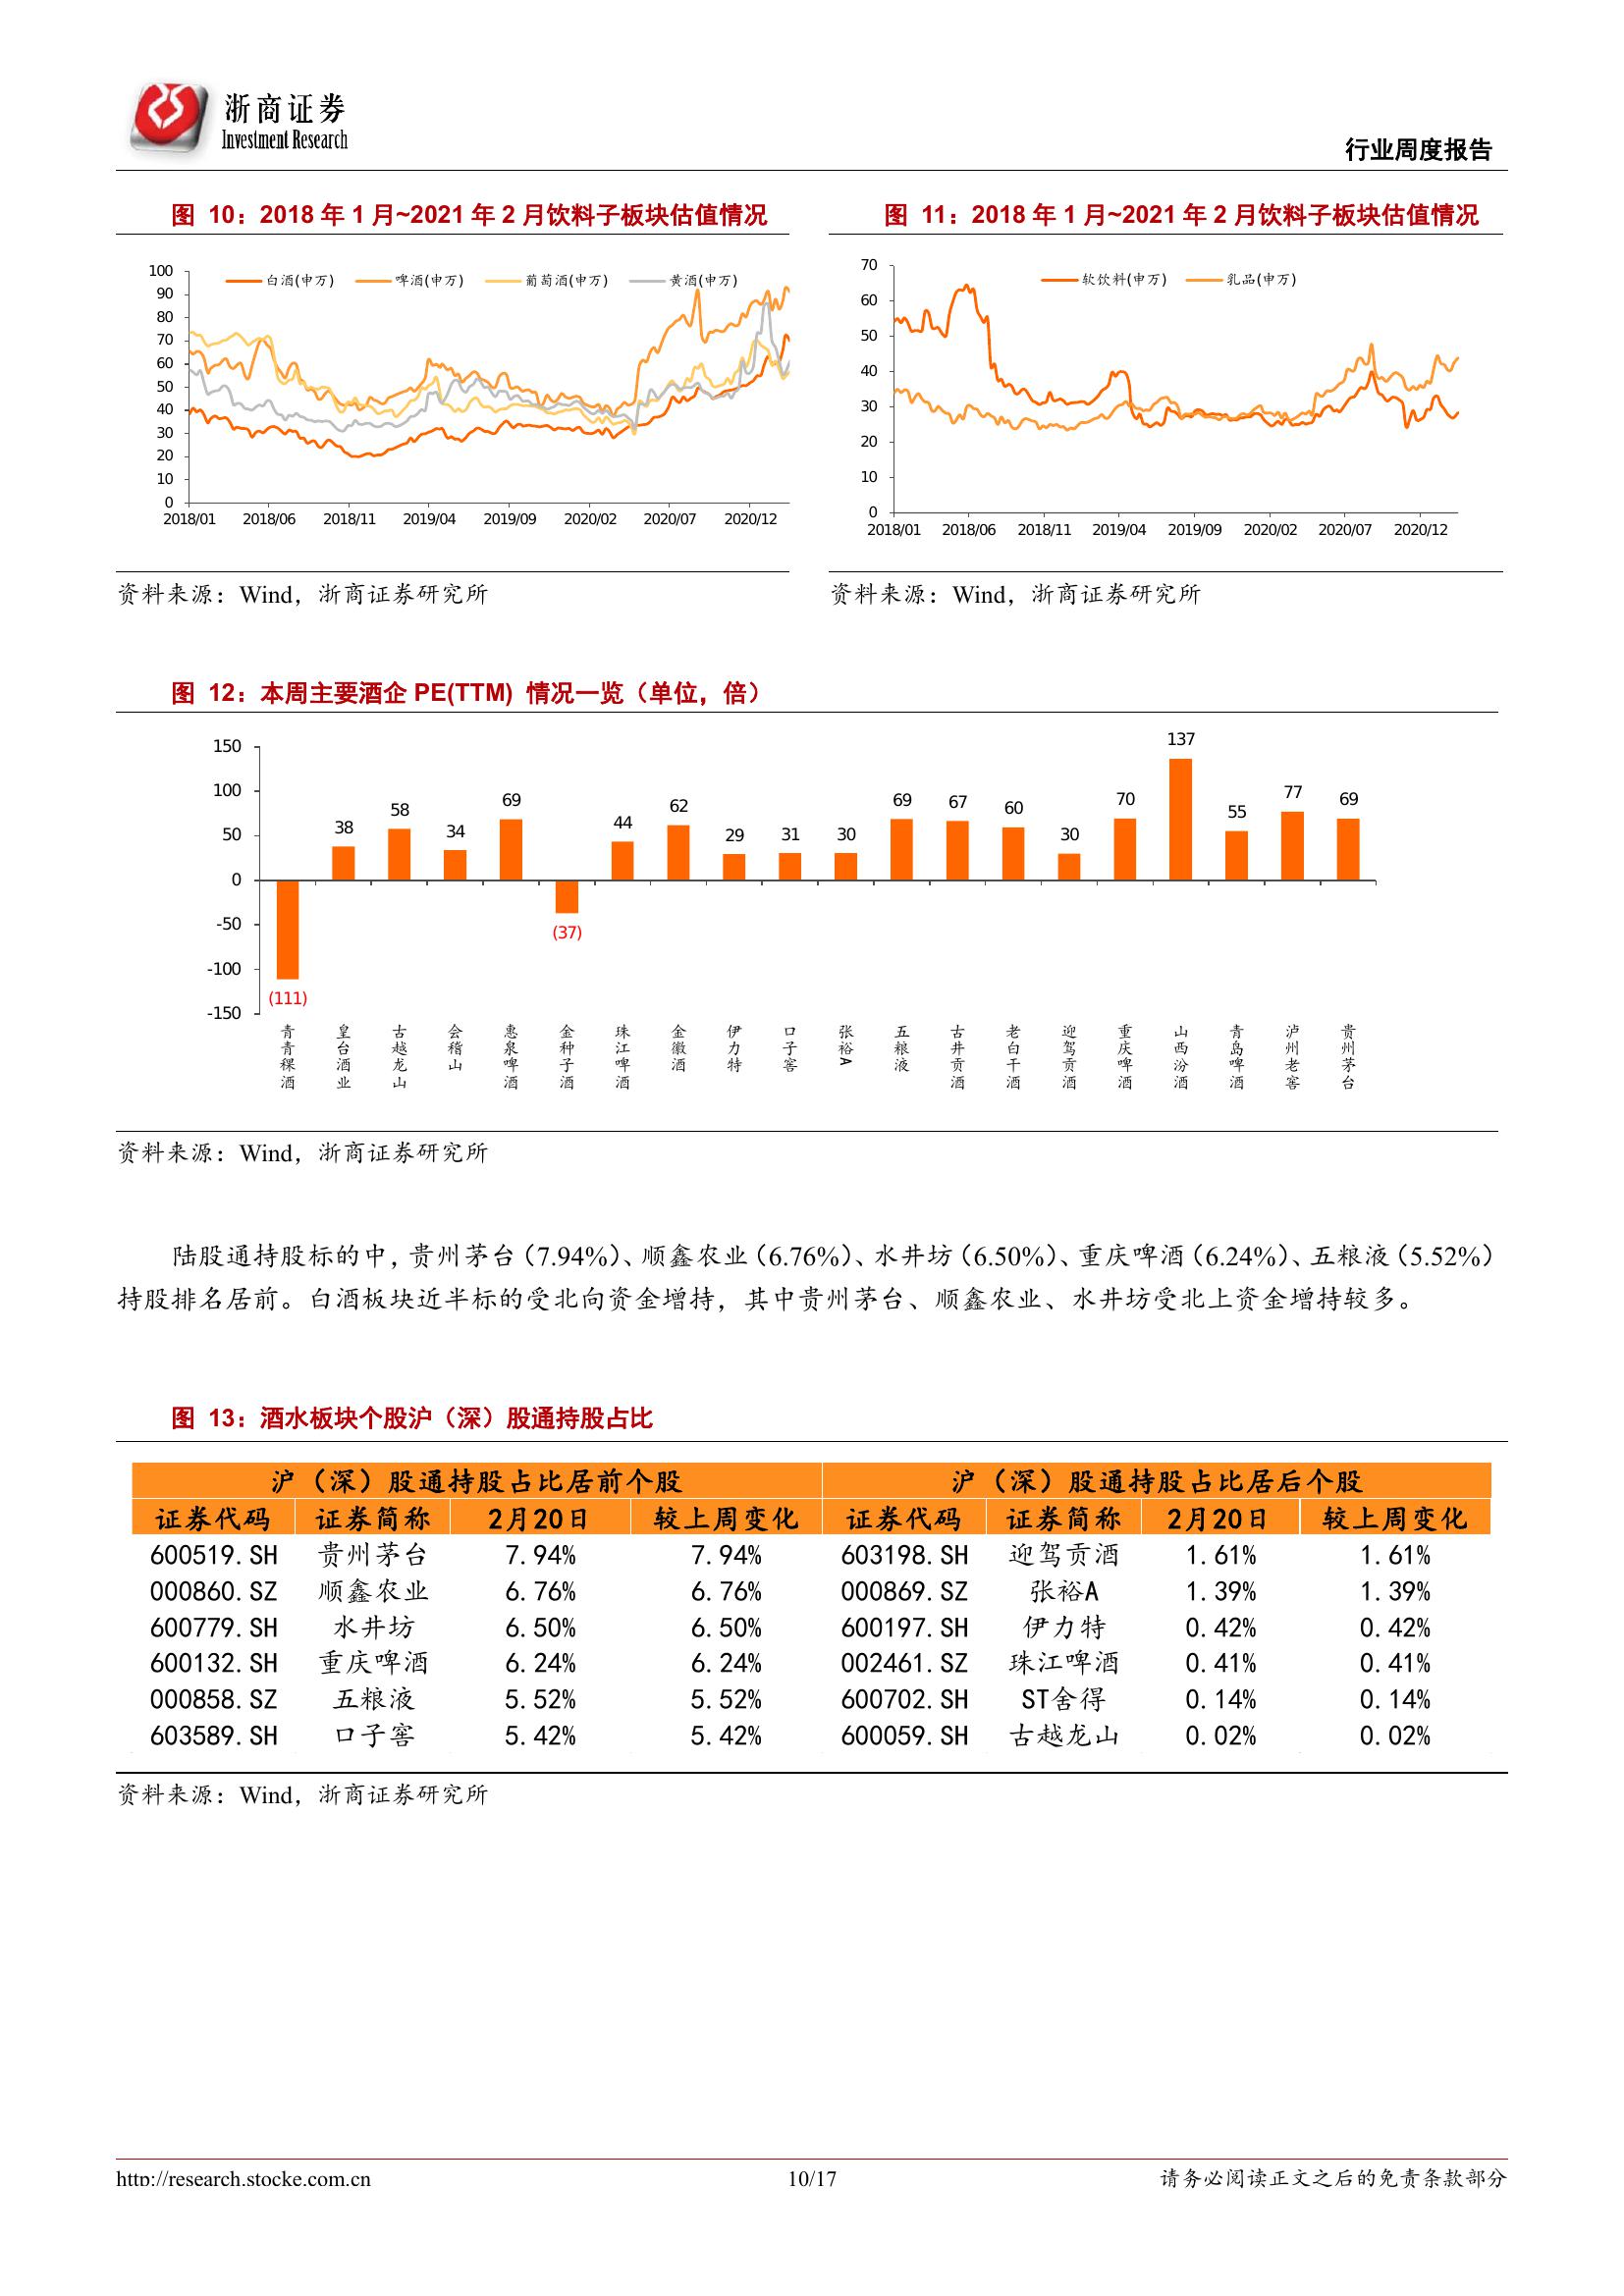 浙商证券
Investment Research
行业周度报告
图 10：2018 年 1 月~2021 年 2 月饮料子板块估值情况
100
90
80
70
60
50
40
30
20
10
0
白酒(申万) 啤酒(申万) 葡萄酒(申万) 黄酒(申万)
2018/01 2018/06 2018/11 2019/04 2019/09 2020/02 2020/07 2020/12
资料来源：Wind，浙商证券研究所
图 11：2018 年 1 月~2021 年 2 月饮料子板块估值情况
70
60
50
40
30
20
10
0
软饮料(申万) 乳品(申万)
2018/01 2018/06 2018/11 2019/04 2019/09 2020/02 2020/07 2020/12
资料来源：Wind，浙商证券研究所
图 12：本周主要酒企 PE(TTM) 情况一览（单位，倍）
150
100
50
0
-50
-100
-150
(111) 38 58 34 69 (37) 44 62 29 31 30 69 67 60 30 70 137 55 77 69
青青稞酒 皇台酒业 古越龙山 会稽山 惠泉啤酒 金种子酒 珠江啤酒 金徽酒 伊力特 口子窖 张裕A 五粮液 古井贡酒 老白干酒 迎驾贡酒 重庆啤酒 山西汾酒 青岛啤酒 泸州老窖 贵州茅台
资料来源：Wind，浙商证券研究所
陆股通持股标的中，贵州茅台（7.94%）、顺鑫农业（6.76%）、水井坊（6.50%）、重庆啤酒（6.24%）、五粮液（5.52%）
持股排名居前。白酒板块近半标的受北向资金增持，其中贵州茅台、顺鑫农业、水井坊受北上资金增持较多。
图 13：酒水板块个股沪（深）股通持股占比
沪（深）股通持股占比居前个股 沪（深）股通持股占比居后个股
证券代码 证券简称 2月20日 较上周变化 证券代码 证券简称 2月20日 较上周变化
600519.SH 贵州茅台 7.94% 7.94% 603198.SH 迎驾贡酒 1.61% 1.61%
000860.SZ 顺鑫农业 6.76% 6.76% 000869.SZ 张裕A 1.39% 1.39%
600779.SH 水井坊 6.50% 6.50% 600197.SH 伊力特 0.42% 0.42%
600132.SH 重庆啤酒 6.24% 6.24% 002461.SZ 珠江啤酒 0.41% 0.41%
000858.SZ 五粮液 5.52% 5.52% 600702.SH ST舍得 0.14% 0.14%
603589.SH 口子窖 5.42% 5.42% 600059.SH 古越龙山 0.02% 0.02%
资料来源：Wind，浙商证券研究所
http://research.stocke.com.cn 10/17 请务必阅读正文之后的免责条款部分